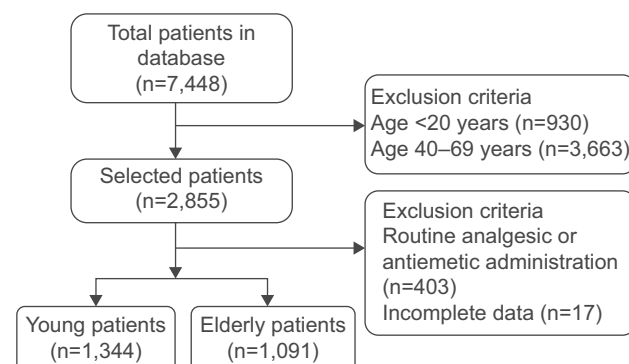 Total patients in
database
(n=7,448)
Exclusion criteria
Age <20 years (n=930)
Age 40–69 years (n=3,663)
Selected patients
(n=2,855)
Exclusion criteria
Routine analgesic or
antiemetic administration
(n=403)
Incomplete data (n=17)
Young patients
(n=1,344)
Elderly patients
(n=1,091)